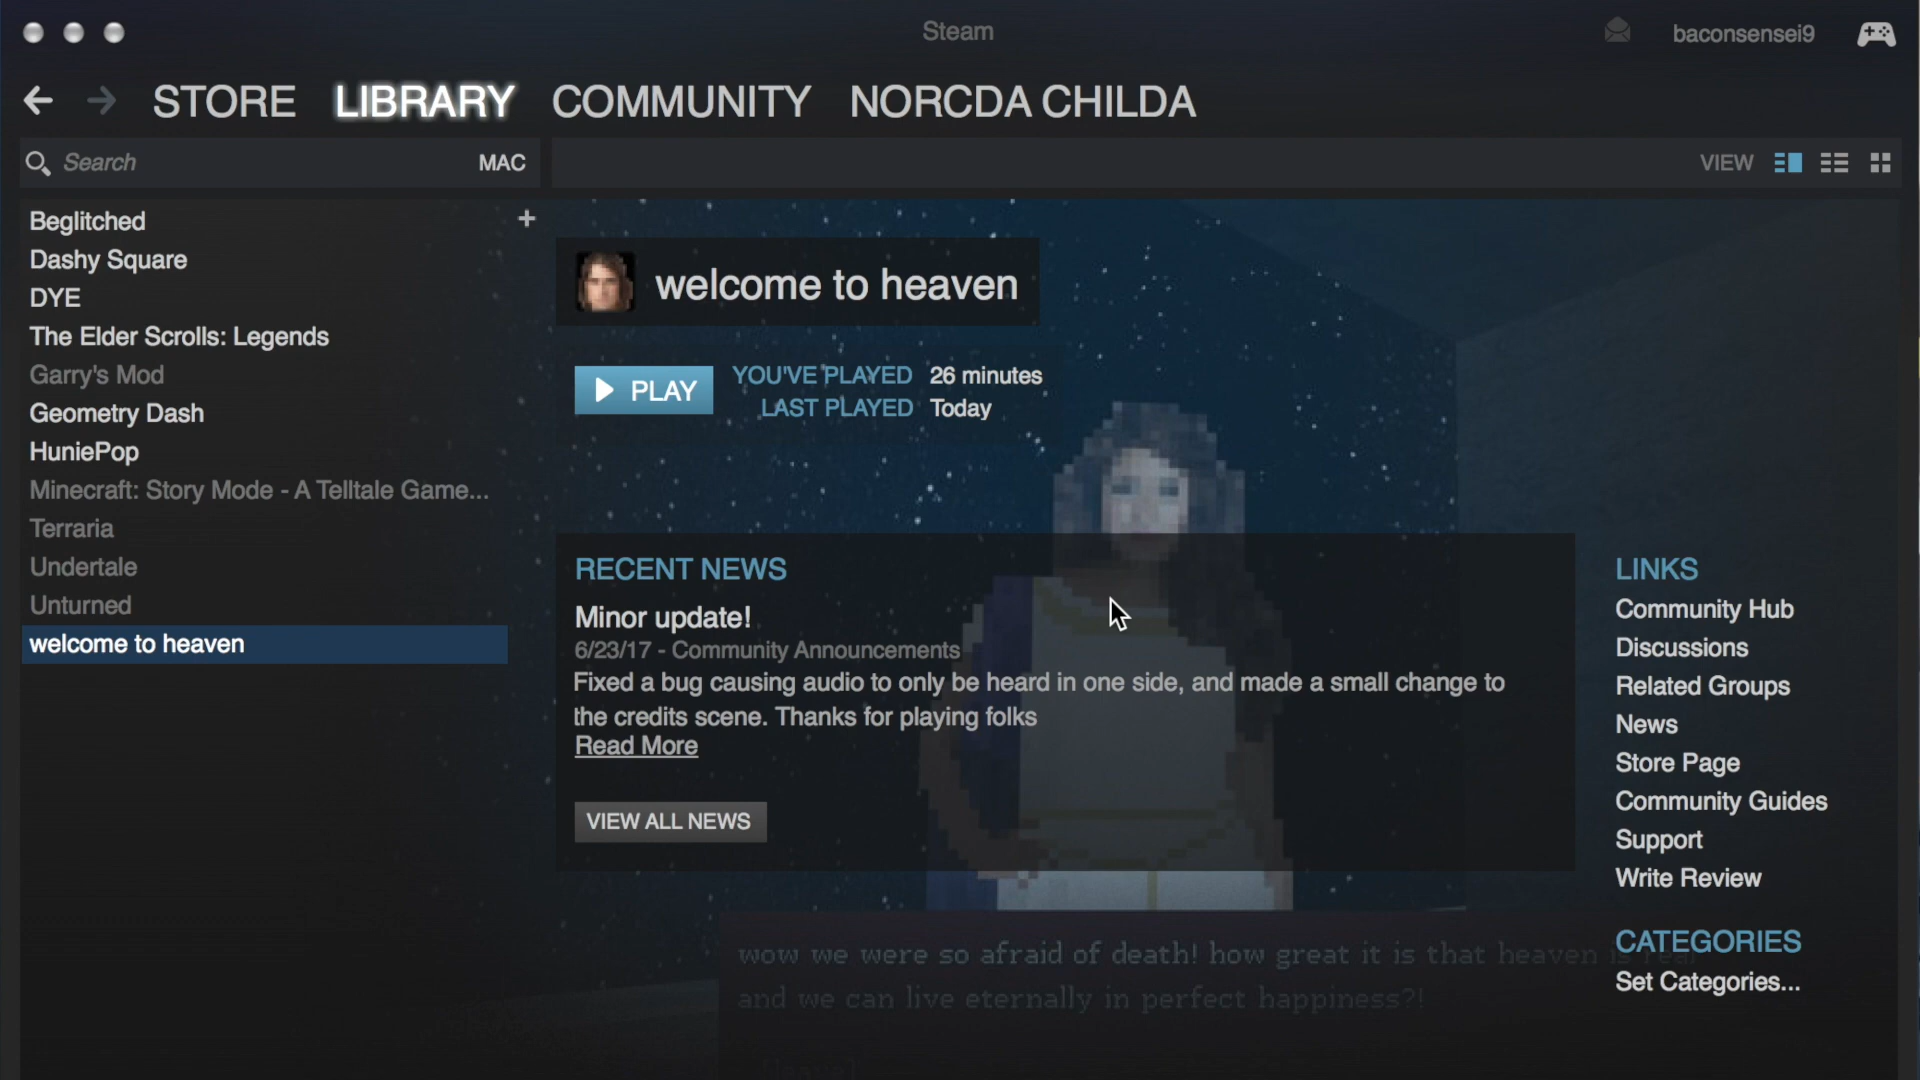 Steam
baconsensei9
STORE LIBRARY COMMUNITY NORCDA CHILDA
Search
MAC
VIEW
Beglitched
Dashy Square
DYE
The Elder Scrolls: Legends
Garry's Mod
Geometry Dash
HuniePop
Minecraft: Story Mode - A Telltale Game...
Terraria
Undertale
Unturned
welcome to heaven
welcome to heaven
PLAY
YOU'VE PLAYED 26 minutes
LAST PLAYED Today
RECENT NEWS
Minor update!
6/23/17 - Community Announcements
Fixed a bug causing audio to only be heard in one side, and made a small change to
the credits scene. Thanks for playing folks
Read More
VIEW ALL NEWS
LINKS
Community Hub
Discussions
Related Groups
News
Store Page
Community Guides
Support
Write Review
CATEGORIES
Set Categories...
wow we were so afraid of death! how great it is that heaven is real
and we can live eternally in perfect happiness?!